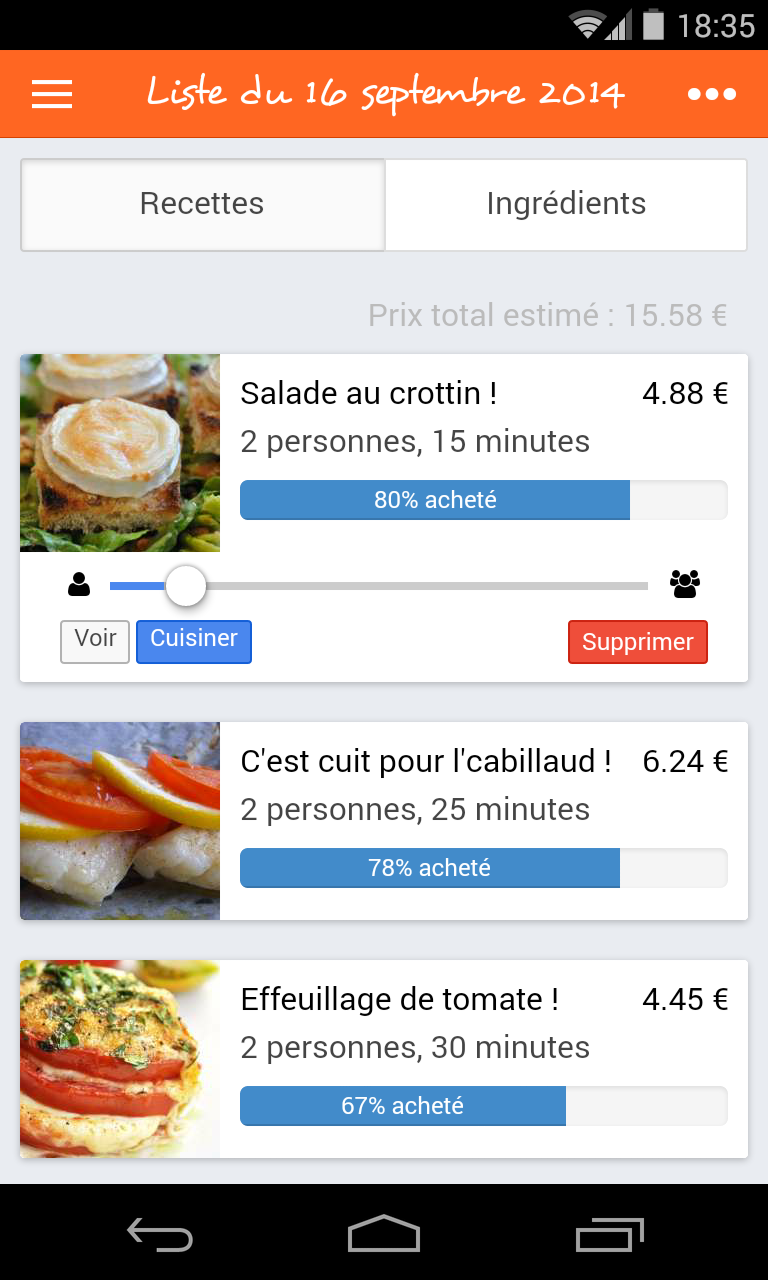 18:35
Liste du 16 septembre 2014
Recettes
Ingrédients
Prix total estimé : 15.58 €
Salade au crottin ! 4.88 €
2 personnes, 15 minutes
80% acheté
Voir Cuisiner Supprimer
C'est cuit pour l'cabillaud ! 6.24 €
2 personnes, 25 minutes
78% acheté
Effeuillage de tomate ! 4.45 €
2 personnes, 30 minutes
67% acheté